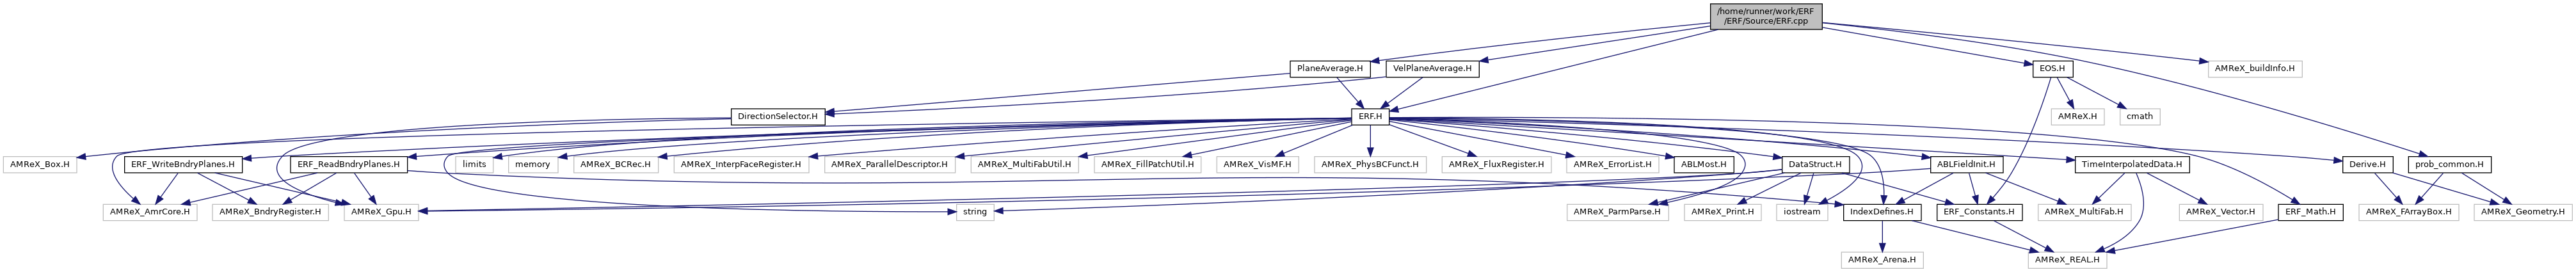 /home/runner/work/ERF
/ERF/Source/ERF.cpp
PlaneAverage.H
VelPlaneAverage.H
EOS.H
AMReX_buildInfo.H
DirectionSelector.H
ERF.H
AMReX.H
cmath
AMReX_Box.H
ERF_WriteBndryPlanes.H
ERF_ReadBndryPlanes.H
limits
memory
AMReX_BCRec.H
AMReX_InterpFaceRegister.H
AMReX_ParallelDescriptor.H
AMReX_MultiFabUtil.H
AMReX_FillPatchUtil.H
AMReX_VisMF.H
AMReX_PhysBCFunct.H
AMReX_FluxRegister.H
AMReX_ErrorList.H
ABLMost.H
DataStruct.H
ABLFieldInit.H
TimeInterpolatedData.H
Derive.H
prob_common.H
AMReX_AmrCore.H
AMReX_BndryRegister.H
AMReX_Gpu.H
string
AMReX_ParmParse.H
AMReX_Print.H
iostream
IndexDefines.H
ERF_Constants.H
AMReX_MultiFab.H
AMReX_Vector.H
ERF_Math.H
AMReX_FArrayBox.H
AMReX_Geometry.H
AMReX_Arena.H
AMReX_REAL.H